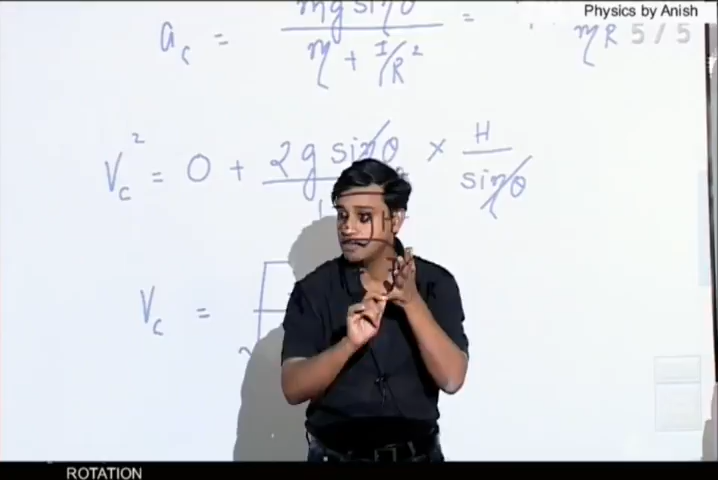 Physics by Anish
a_c = mg sinθ / (m + I/R²) =
mR 5/5
V_c² = 0 + 2g sinθ × H / sinθ
V_c =
ROTATION